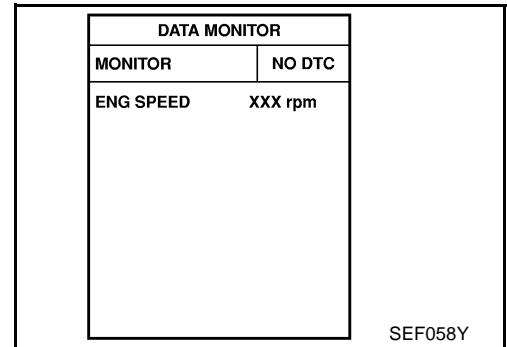 DATA MONITOR
MONITOR NO DTC
ENG SPEED XXX rpm
SEF058Y